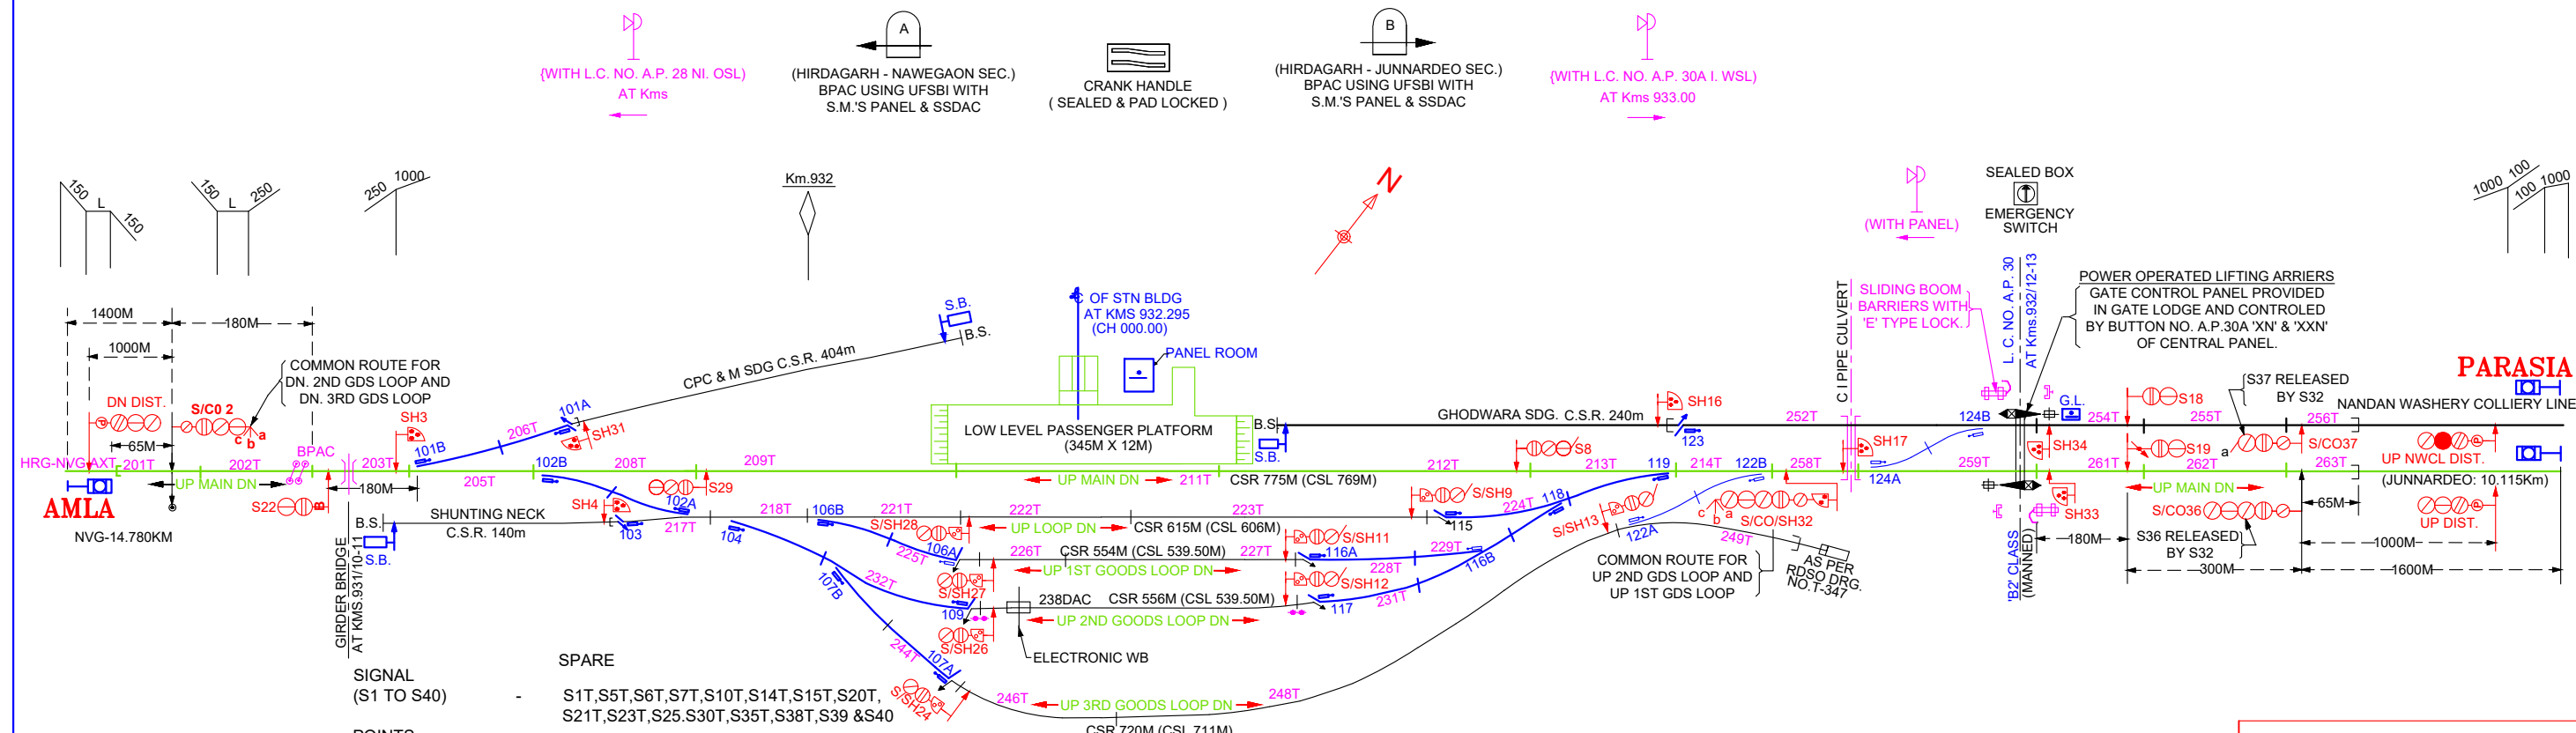 {WITH L.C. NO. A.P. 28 NI. OSL)
AT Kms
A
(HIRDAGARH - NAWEGAON SEC.)
BPAC USING UFSBI WITH
S.M.'S PANEL & SSDAC
CRANK HANDLE
( SEALED & PAD LOCKED )
B
(HIRDAGARH - JUNNARDEO SEC.)
BPAC USING UFSBI WITH
S.M.'S PANEL & SSDAC
{WITH L.C. NO. A.P. 30A I. WSL)
AT Kms 933.00
150
L
150
150
L
250
250
1000
Km.932
N
(WITH PANEL)
SEALED BOX
EMERGENCY
SWITCH
1000
100
100
1000
1400M
180M
1000M
65M
COMMON ROUTE FOR
DN. 2ND GDS LOOP AND
DN. 3RD GDS LOOP
DN DIST.
P
S/C0 2
c b a
SH3
101B
206T
101A
SH31
CPC & M SDG C.S.R. 404m
S.B.
B.S.
C OF STN BLDG
AT KMS 932.295
(CH 000.00)
PANEL ROOM
LOW LEVEL PASSENGER PLATFORM
(345M X 12M)
B.S.
S.B.
GHODWARA SDG. C.S.R. 240m
SH16
123
252T
C I PIPE CULVERT
SLIDING BOOM
BARRIERS WITH
'E' TYPE LOCK.
L. C. NO. A.P. 30
AT Kms.932/12-13
POWER OPERATED LIFTING ARRIERS
GATE CONTROL PANEL PROVIDED
IN GATE LODGE AND CONTROLED
BY BUTTON NO. A.P.30A 'XN' & 'XXN'
OF CENTRAL PANEL.
G.L.
124B
254T
S18
255T
S37 RELEASED
BY S32
256T
PARASIA
NANDAN WASHERY COLLIERY LINE
HRG-NVG AXT
201T
202T
BPAC
203T
UP MAIN DN
180M
AMLA
NVG-14.780KM
S22
B
205T
102B
208T
209T
S29
102A
SH4
UP MAIN DN
211T
CSR 775M (CSL 769M)
212T
S8
213T
119
214T
122B
258T
SH17
124A
259T
SH34
SH33
261T
S19
a
S/CO37
262T
263T
UP NWCL DIST.
P
(JUNNARDEO: 10.115Km)
UP MAIN DN
65M
S/CO36
UP DIST.
P
S36 RELEASED
BY S32
180M
300M
1000M
1600M
'B2' CLASS
(MANNED)
GIRDER BRIDGE
AT KMS.931/10-11
B.S.
S.B.
SHUNTING NECK
C.S.R. 140m
103
217T
104
218T
106B
221T
222T
223T
S/SH28
UP LOOP DN
CSR 615M (CSL 606M)
S/SH9
115
224T
118
225T
106A
226T
CSR 554M (CSL 539.50M)
227T
S/SH11
116A
229T
228T
116B
UP 1ST GOODS LOOP DN
S/SH27
107B
232T
109
238DAC
CSR 556M (CSL 539.50M)
S/SH12
117
231T
UP 2ND GOODS LOOP DN
S/SH26
ELECTRONIC WB
S/SH13
122A
c b a
S/CO/SH32
249T
COMMON ROUTE FOR
UP 2ND GDS LOOP AND
UP 1ST GDS LOOP
AS PER
RDSO DRG.
NO.T-347
244T
107A
S/SH24
246T
UP 3RD GOODS LOOP DN
248T
CSR 720M (CSL 711M)
SPARE
SIGNAL
(S1 TO S40)
-
S1T,S5T,S6T,S7T,S10T,S14T,S15T,S20T,
S21T,S23T,S25.S30T,S35T,S38T,S39 &S40
POINTS